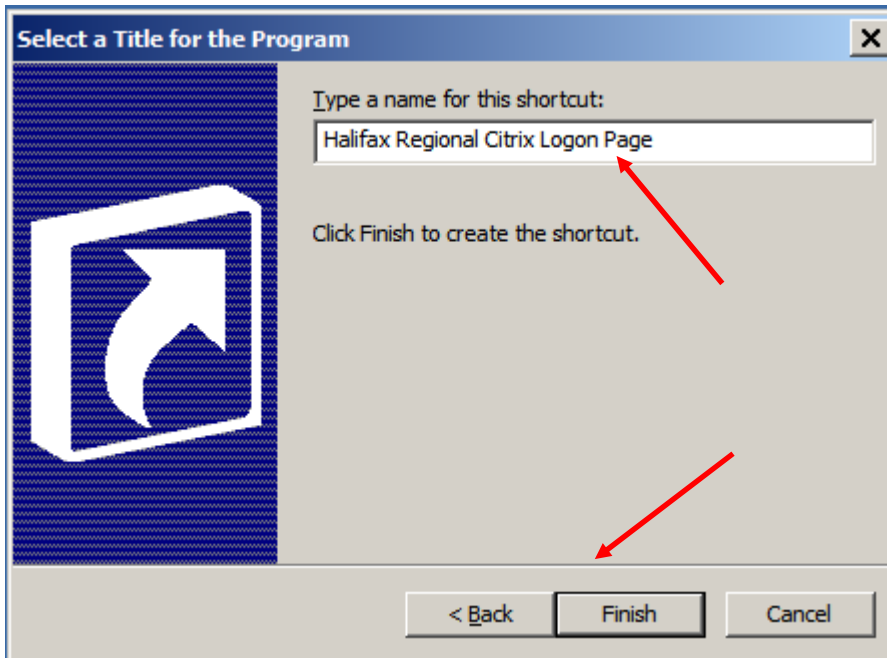 Select a Title for the Program
Type a name for this shortcut:
Halifax Regional Citrix Logon Page
Click Finish to create the shortcut.
< Back Finish Cancel